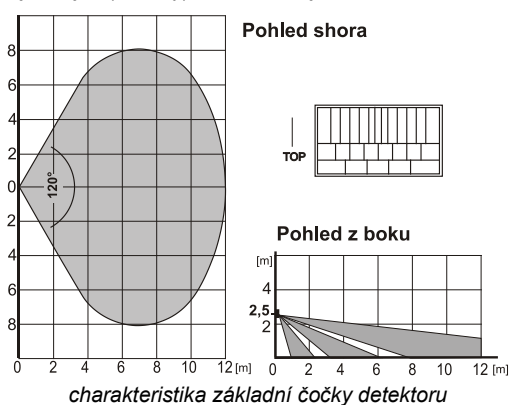 Pohled shora
8
6
4
2
0
2
4
6
8
120°
0 2 4 6 8 10 12 [m]
TOP
Pohled z boku
[m]
4
2,5
2
0 2 4 6 8 10 12 [m]
charakteristika základní čočky detektoru